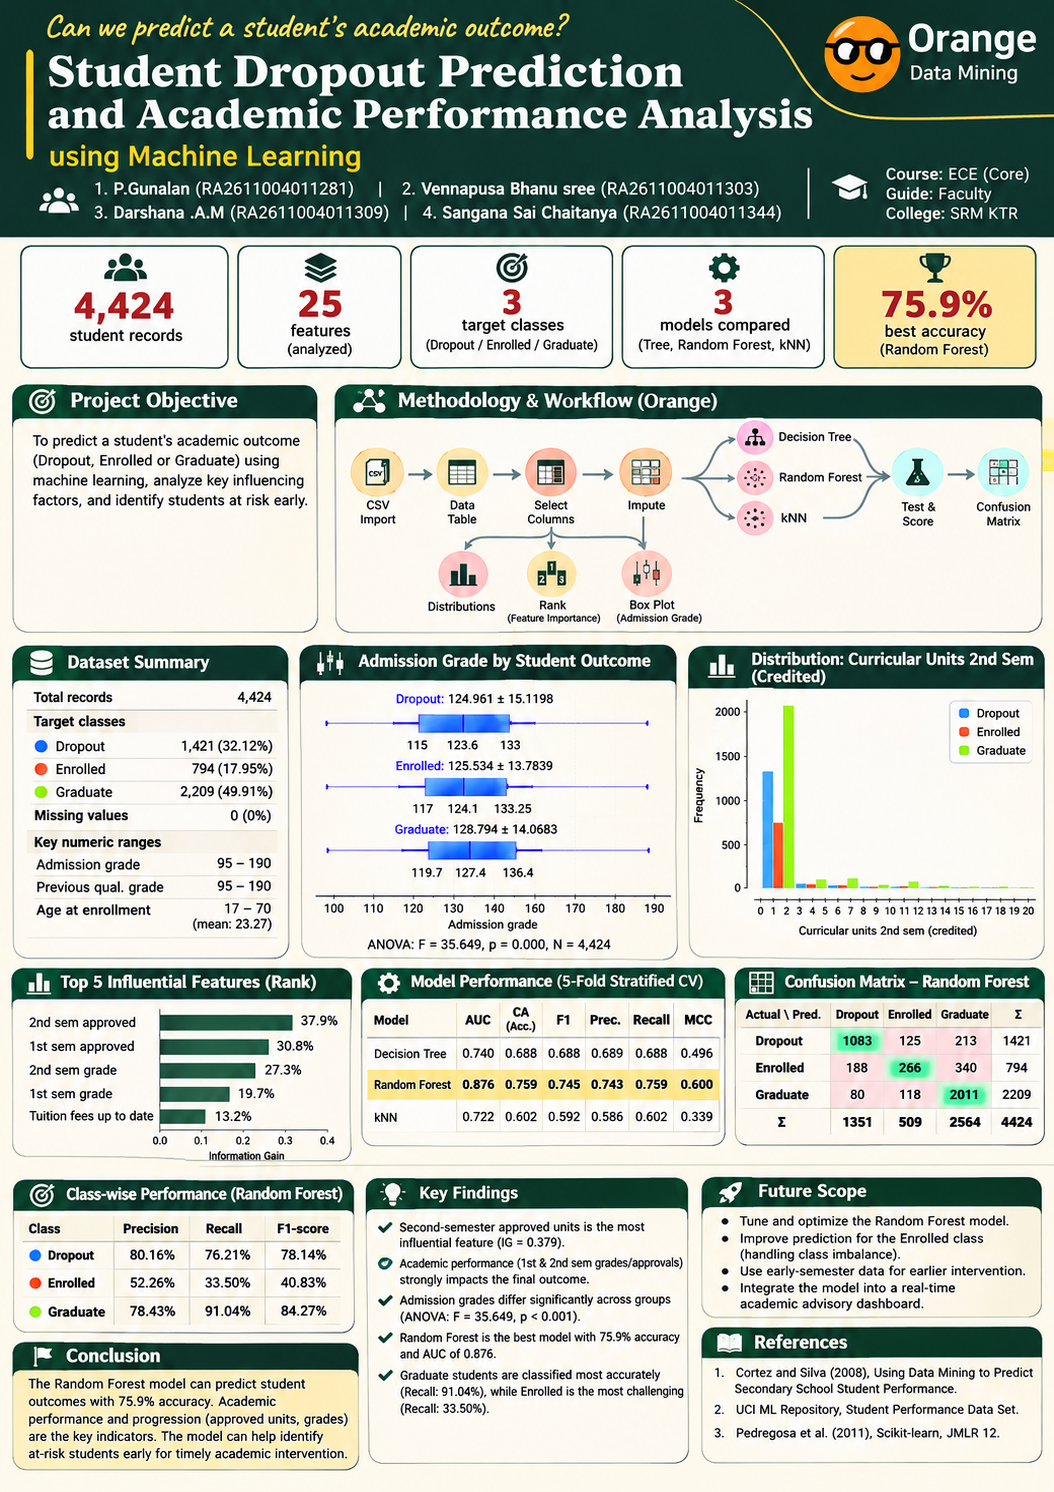 Can we predict a student's academic outcome?
Student Dropout Prediction
and Academic Performance Analysis
using Machine Learning
Orange
Data Mining
1. P.Gunalan (RA2611004011281) | 2. Vennapusa Bhanu sree (RA2611004011303)
3. Darshana .A.M (RA2611004011309) | 4. Sangana Sai Chaitanya (RA2611004011344)
Course: ECE (Core)
Guide: Faculty
College: SRM KTR
4,424
student records
25
features
(analyzed)
3
target classes
(Dropout / Enrolled / Graduate)
3
models compared
(Tree, Random Forest, kNN)
75.9%
best accuracy
(Random Forest)
Project Objective
To predict a student's academic outcome
(Dropout, Enrolled or Graduate) using
machine learning, analyze key influencing
factors, and identify students at risk early.
Methodology & Workflow (Orange)
CSV
CSV
Import
Data
Table
Select
Columns
Impute
Decision Tree
Random Forest
kNN
Test &
Score
Confusion
Matrix
Distributions
1
2 3
Rank
(Feature Importance)
Box Plot
(Admission Grade)
Dataset Summary
Total records 4,424
Target classes
Dropout 1,421 (32.12%)
Enrolled 794 (17.95%)
Graduate 2,209 (49.91%)
Missing values 0 (0%)
Key numeric ranges
Admission grade 95 – 190
Previous qual. grade 95 – 190
Age at enrollment 17 – 70
(mean: 23.27)
Admission Grade by Student Outcome
Dropout: 124.961 ± 15.1198
115 123.6 133
Enrolled: 125.534 ± 13.7839
117 124.1 133.25
Graduate: 128.794 ± 14.0683
119.7 127.4 136.4
100 110 120 130 140 150 160 170 180 190
Admission grade
ANOVA: F = 35.649, p = 0.000, N = 4,424
Distribution: Curricular Units 2nd Sem
(Credited)
Frequency
2000
1500
1000
500
0
Dropout
Enrolled
Graduate
0 1 2 3 4 5 6 7 8 9 10 11 12 13 14 15 16 17 18 19 20
Curricular units 2nd sem (credited)
Top 5 Influential Features (Rank)
2nd sem approved 37.9%
1st sem approved 30.8%
2nd sem grade 27.3%
1st sem grade 19.7%
Tuition fees up to date 13.2%
0.0 0.1 0.2 0.3 0.4
Information Gain
Model Performance (5-Fold Stratified CV)
Model AUC CA (Acc.) F1 Prec. Recall MCC
Decision Tree 0.740 0.688 0.688 0.689 0.688 0.496
Random Forest 0.876 0.759 0.745 0.743 0.759 0.600
kNN 0.722 0.602 0.592 0.586 0.602 0.339
Confusion Matrix – Random Forest
Actual \ Pred. Dropout Enrolled Graduate Σ
Dropout 1083 125 213 1421
Enrolled 188 266 340 794
Graduate 80 118 2011 2209
Σ 1351 509 2564 4424
Class-wise Performance (Random Forest)
Class Precision Recall F1-score
Dropout 80.16% 76.21% 78.14%
Enrolled 52.26% 33.50% 40.83%
Graduate 78.43% 91.04% 84.27%
Conclusion
The Random Forest model can predict student
outcomes with 75.9% accuracy. Academic
performance and progression (approved units, grades)
are the key indicators. The model can help identify
at-risk students early for timely academic intervention.
Key Findings
Second-semester approved units is the most
influential feature (IG = 0.379).
Academic performance (1st & 2nd sem grades/approvals)
strongly impacts the final outcome.
Admission grades differ significantly across groups
(ANOVA: F = 35.649, p < 0.001).
Random Forest is the best model with 75.9% accuracy
and AUC of 0.876.
Graduate students are classified most accurately
(Recall: 91.04%), while Enrolled is the most challenging
(Recall: 33.50%).
Future Scope
Tune and optimize the Random Forest model.
Improve prediction for the Enrolled class
(handling class imbalance).
Use early-semester data for earlier intervention.
Integrate the model into a real-time
academic advisory dashboard.
References
1. Cortez and Silva (2008), Using Data Mining to Predict
Secondary School Student Performance.
2. UCI ML Repository, Student Performance Data Set.
3. Pedregosa et al. (2011), Scikit-learn, JMLR 12.